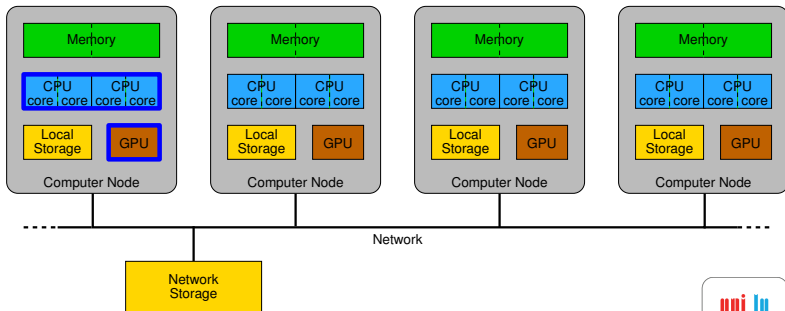 Memory
Memory
Memory
Memory
CPU CPU
core core core core
CPU CPU
core core core core
CPU CPU
core core core core
CPU CPU
core core core core
Local
Storage
GPU
Local
Storage
GPU
Local
Storage
GPU
Local
Storage
GPU
Computer Node
Computer Node
Computer Node
Computer Node
Network
Network
Storage
uni lu